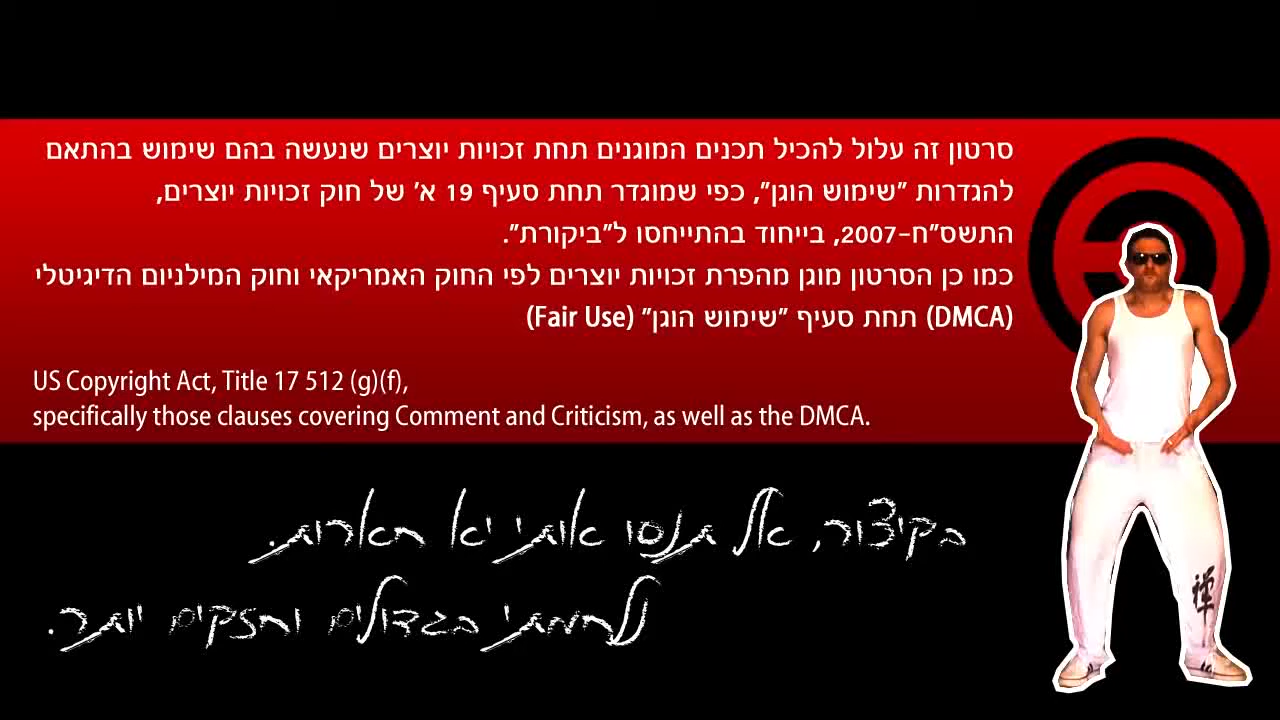 סרטון זה עלול להכיל תכנים המוגנים תחת זכויות יוצרים שנעשה בהם שימוש בהתאם
להגדרות "שימוש הוגן", כפי שמוגדר תחת סעיף 19 א' של חוק זכויות יוצרים,
התשס"ח-2007, בייחוד בהתייחסו ל"ביקורת".
כמו כן הסרטון מוגן מהפרת זכויות יוצרים לפי החוק האמריקאי וחוק המילניום הדיגיטלי
(DMCA) תחת סעיף "שימוש הוגן" (Fair Use)
US Copyright Act, Title 17 512 (g)(f),
specifically those clauses covering Comment and Criticism, as well as the DMCA.
בקיצור, אל תנסו אותי יא חארות.
נלחמתי בגדולים וחזקים יותר.
禅